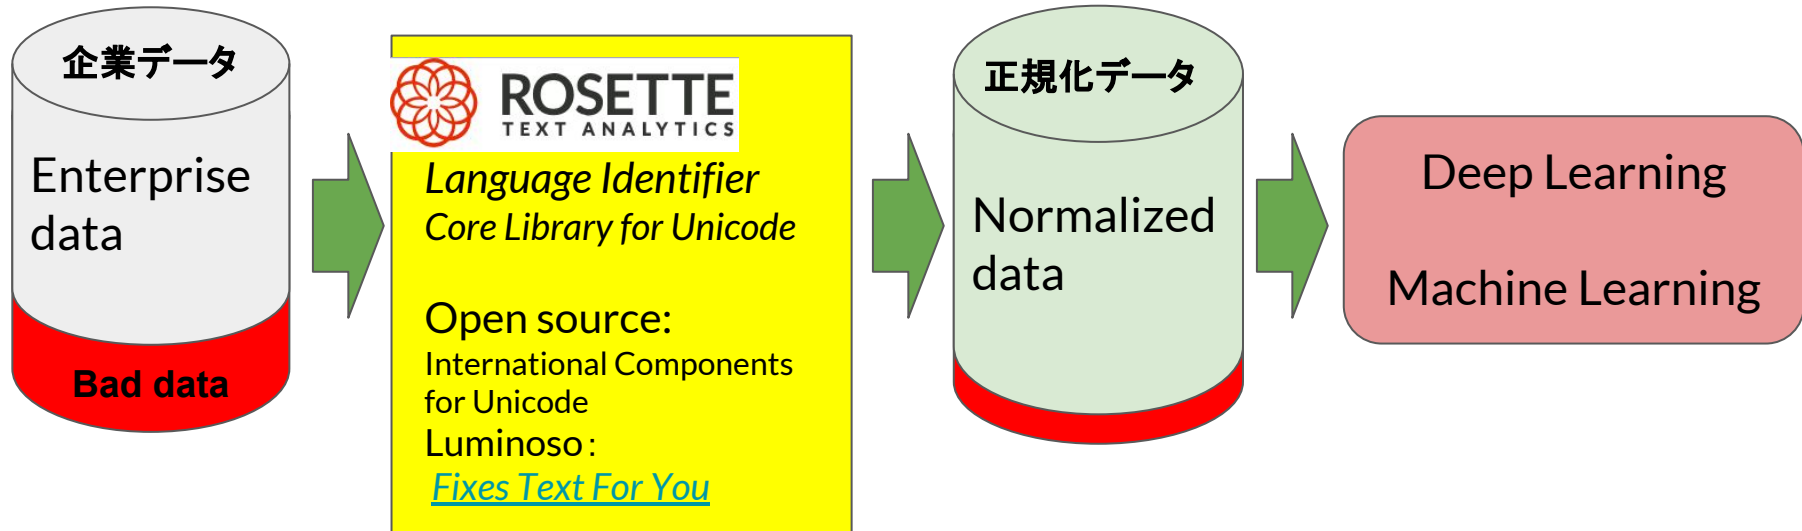 企業データ
Enterprise
data
Bad data
ROSETTE
TEXT ANALYTICS
Language Identifier
Core Library for Unicode
Open source:
International Components
for Unicode
Luminoso :
Fixes Text For You
正規化データ
Normalized
data
Deep Learning
Machine Learning